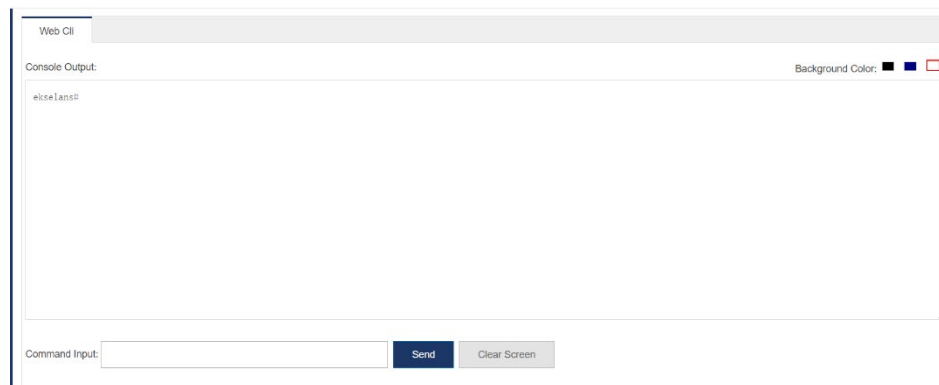 Web Cli
Console Output:
Background Color:
ekselans#
Command Input:
Send
Clear Screen